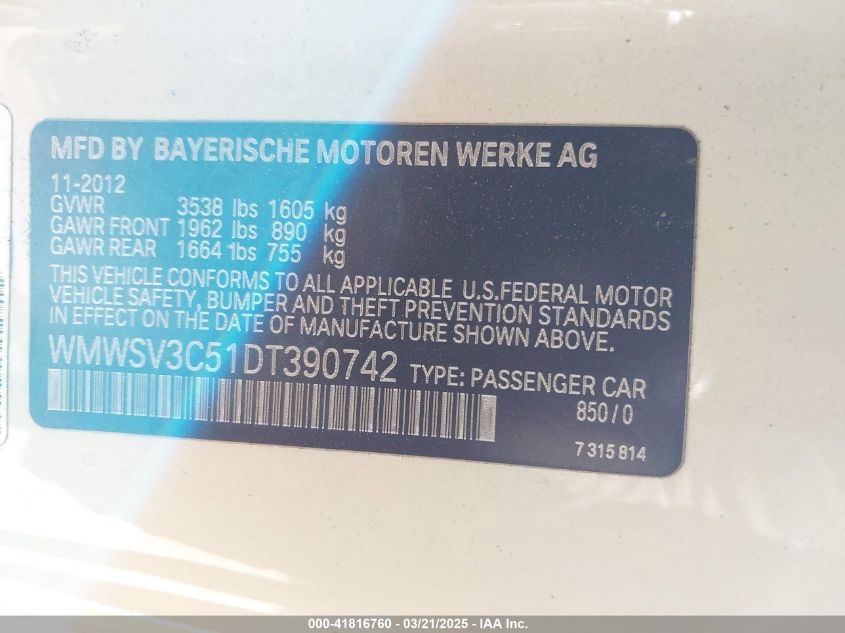 MFD BY BAYERISCHE MOTOREN WERKE AG
11-2012
GVWR 3538 lbs 1605 kg
GAWR FRONT 1962 lbs 890 kg
GAWR REAR 1664 lbs 755 kg
THIS VEHICLE CONFORMS TO ALL APPLICABLE U.S.FEDERAL MOTOR
VEHICLE SAFETY, BUMPER AND THEFT PREVENTION STANDARDS
IN EFFECT ON THE DATE OF MANUFACTURE SHOWN ABOVE.
WMWSV3C51DT390742 TYPE: PASSENGER CAR
850/0
7 315 814
000-41816760 — 03/21/2025 — IAA Inc.